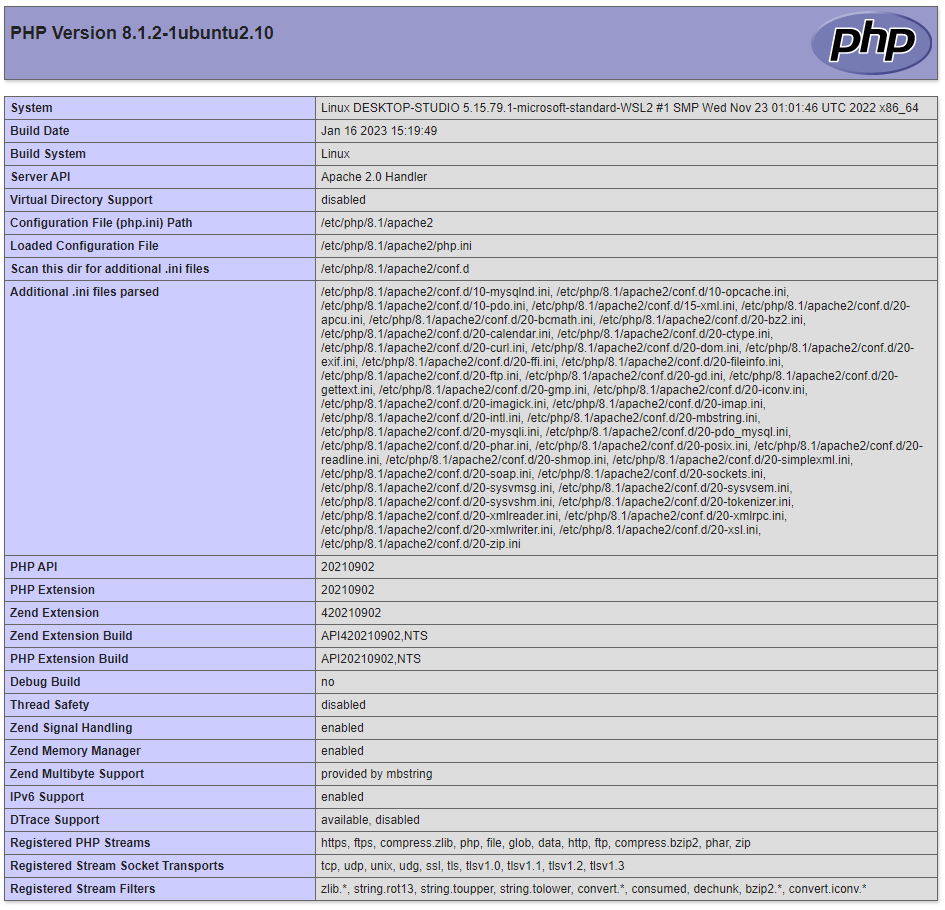 PHP Version 8.1.2-1ubuntu2.10
php
System Linux DESKTOP-STUDIO 5.15.79.1-microsoft-standard-WSL2 #1 SMP Wed Nov 23 01:01:46 UTC 2022 x86_64
Build Date Jan 16 2023 15:19:49
Build System Linux
Server API Apache 2.0 Handler
Virtual Directory Support disabled
Configuration File (php.ini) Path /etc/php/8.1/apache2
Loaded Configuration File /etc/php/8.1/apache2/php.ini
Scan this dir for additional .ini files /etc/php/8.1/apache2/conf.d
Additional .ini files parsed /etc/php/8.1/apache2/conf.d/10-mysqlnd.ini, /etc/php/8.1/apache2/conf.d/10-opcache.ini,
/etc/php/8.1/apache2/conf.d/10-pdo.ini, /etc/php/8.1/apache2/conf.d/15-xml.ini, /etc/php/8.1/apache2/conf.d/20-
apcu.ini, /etc/php/8.1/apache2/conf.d/20-bcmath.ini, /etc/php/8.1/apache2/conf.d/20-bz2.ini,
/etc/php/8.1/apache2/conf.d/20-calendar.ini, /etc/php/8.1/apache2/conf.d/20-ctype.ini,
/etc/php/8.1/apache2/conf.d/20-curl.ini, /etc/php/8.1/apache2/conf.d/20-dom.ini, /etc/php/8.1/apache2/conf.d/20-
exif.ini, /etc/php/8.1/apache2/conf.d/20-ffi.ini, /etc/php/8.1/apache2/conf.d/20-fileinfo.ini,
/etc/php/8.1/apache2/conf.d/20-ftp.ini, /etc/php/8.1/apache2/conf.d/20-gd.ini, /etc/php/8.1/apache2/conf.d/20-
gettext.ini, /etc/php/8.1/apache2/conf.d/20-gmp.ini, /etc/php/8.1/apache2/conf.d/20-iconv.ini,
/etc/php/8.1/apache2/conf.d/20-imagick.ini, /etc/php/8.1/apache2/conf.d/20-imap.ini,
/etc/php/8.1/apache2/conf.d/20-intl.ini, /etc/php/8.1/apache2/conf.d/20-mbstring.ini,
/etc/php/8.1/apache2/conf.d/20-mysqli.ini, /etc/php/8.1/apache2/conf.d/20-pdo_mysql.ini,
/etc/php/8.1/apache2/conf.d/20-phar.ini, /etc/php/8.1/apache2/conf.d/20-posix.ini, /etc/php/8.1/apache2/conf.d/20-
readline.ini, /etc/php/8.1/apache2/conf.d/20-shmop.ini, /etc/php/8.1/apache2/conf.d/20-simplexml.ini,
/etc/php/8.1/apache2/conf.d/20-soap.ini, /etc/php/8.1/apache2/conf.d/20-sockets.ini,
/etc/php/8.1/apache2/conf.d/20-sysvmsg.ini, /etc/php/8.1/apache2/conf.d/20-sysvsem.ini,
/etc/php/8.1/apache2/conf.d/20-sysvshm.ini, /etc/php/8.1/apache2/conf.d/20-tokenizer.ini,
/etc/php/8.1/apache2/conf.d/20-xmlreader.ini, /etc/php/8.1/apache2/conf.d/20-xmlrpc.ini,
/etc/php/8.1/apache2/conf.d/20-xmlwriter.ini, /etc/php/8.1/apache2/conf.d/20-xsl.ini,
/etc/php/8.1/apache2/conf.d/20-zip.ini
PHP API 20210902
PHP Extension 20210902
Zend Extension 420210902
Zend Extension Build API420210902,NTS
PHP Extension Build API20210902,NTS
Debug Build no
Thread Safety disabled
Zend Signal Handling enabled
Zend Memory Manager enabled
Zend Multibyte Support provided by mbstring
IPv6 Support enabled
DTrace Support available, disabled
Registered PHP Streams https, ftps, compress.zlib, php, file, glob, data, http, ftp, compress.bzip2, phar, zip
Registered Stream Socket Transports tcp, udp, unix, udg, ssl, tls, tlsv1.0, tlsv1.1, tlsv1.2, tlsv1.3
Registered Stream Filters zlib.*, string.rot13, string.toupper, string.tolower, convert.*, consumed, dechunk, bzip2.*, convert.iconv.*